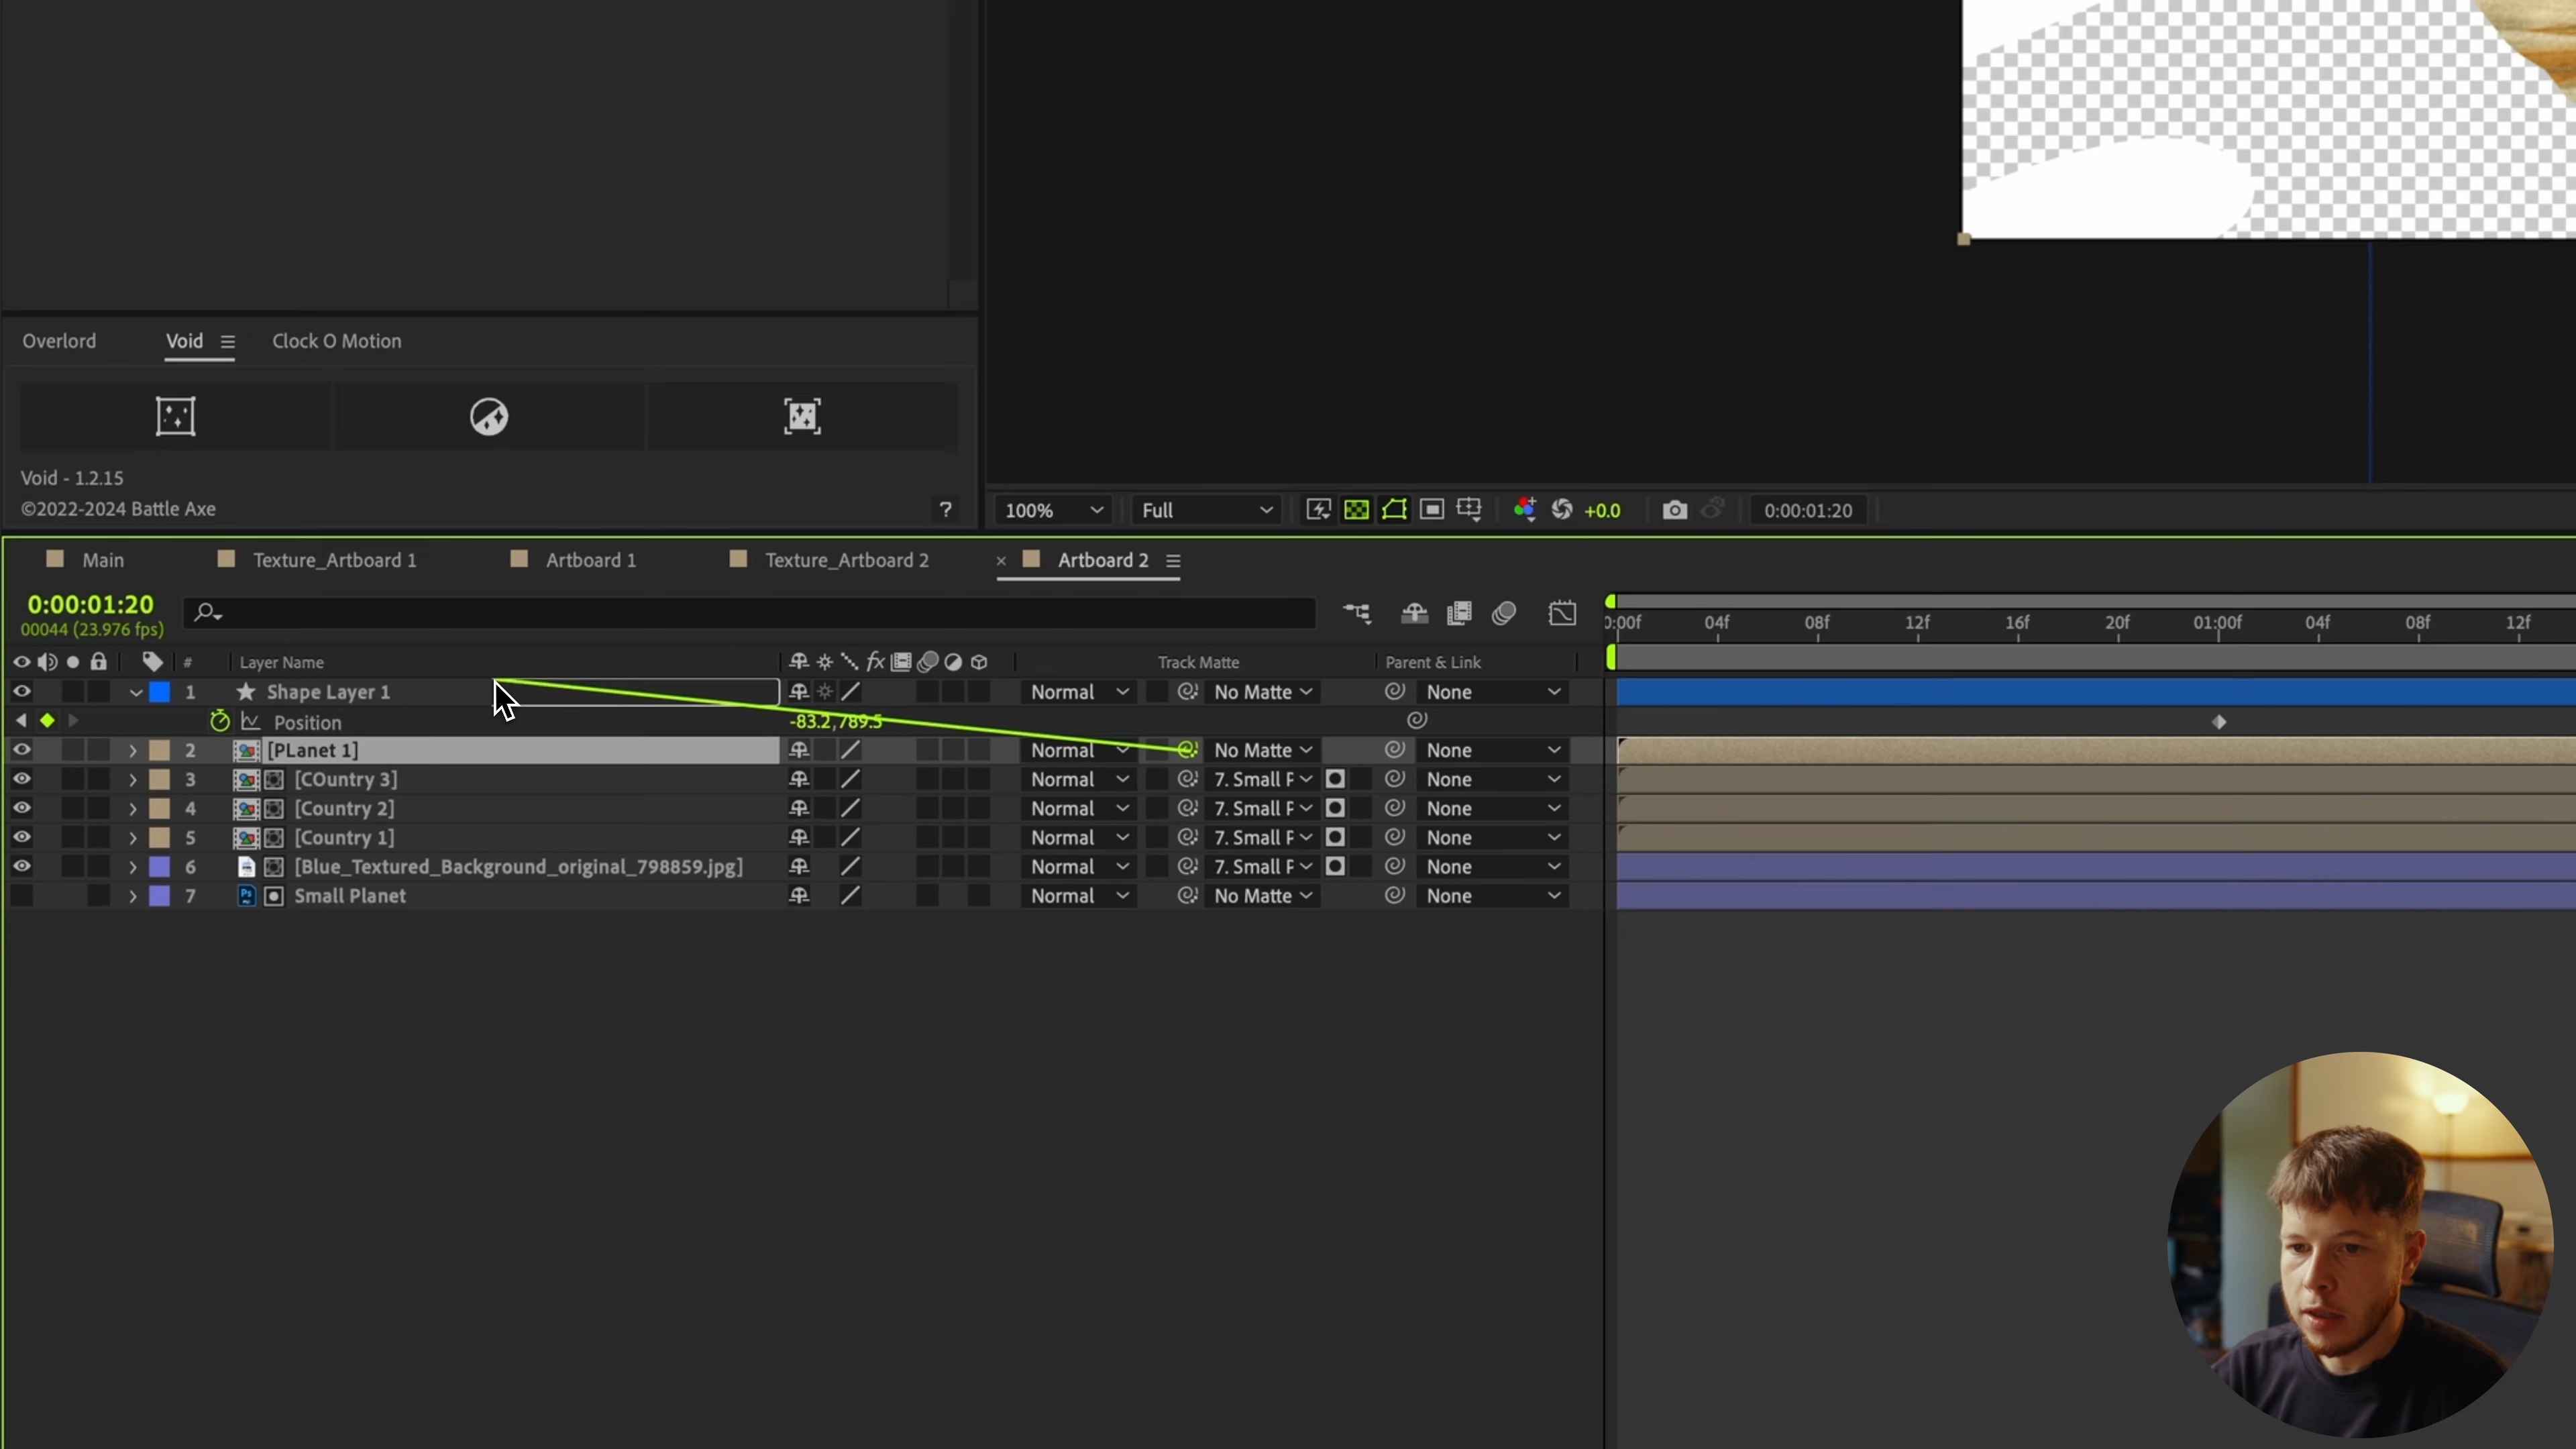 Overlord Void Clock O Motion
Void - 1.2.15
©2022-2024 Battle Axe ?
100% Full +0.0 0:00:01:20
Main Texture_Artboard 1 Artboard 1 Texture_Artboard 2 × Artboard 2
0:00:01:20
00044 (23.976 fps)
0:00f 04f 08f 12f 16f 20f 01:00f 04f 08f 12f
# Layer Name fx Track Matte Parent & Link
1 Shape Layer 1 Normal No Matte None
Position -83.2,789.5
2 [PLanet 1] Normal No Matte None
3 [COuntry 3] Normal 7. Small P None
4 [Country 2] Normal 7. Small P None
5 [Country 1] Normal 7. Small P None
6 [Blue_Textured_Background_original_798859.jpg] Normal 7. Small P None
7 Ps Small Planet Normal No Matte None